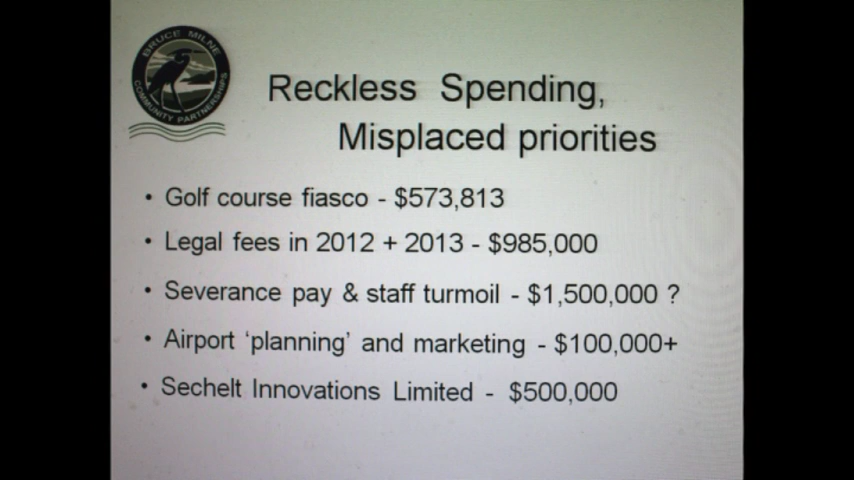 BRUCE MILNE
COMMUNITY PARTNERSHIPS
Reckless Spending,
Misplaced priorities
• Golf course fiasco - $573,813
• Legal fees in 2012 + 2013 - $985,000
• Severance pay & staff turmoil - $1,500,000 ?
• Airport ‘planning’ and marketing - $100,000+
• Sechelt Innovations Limited - $500,000